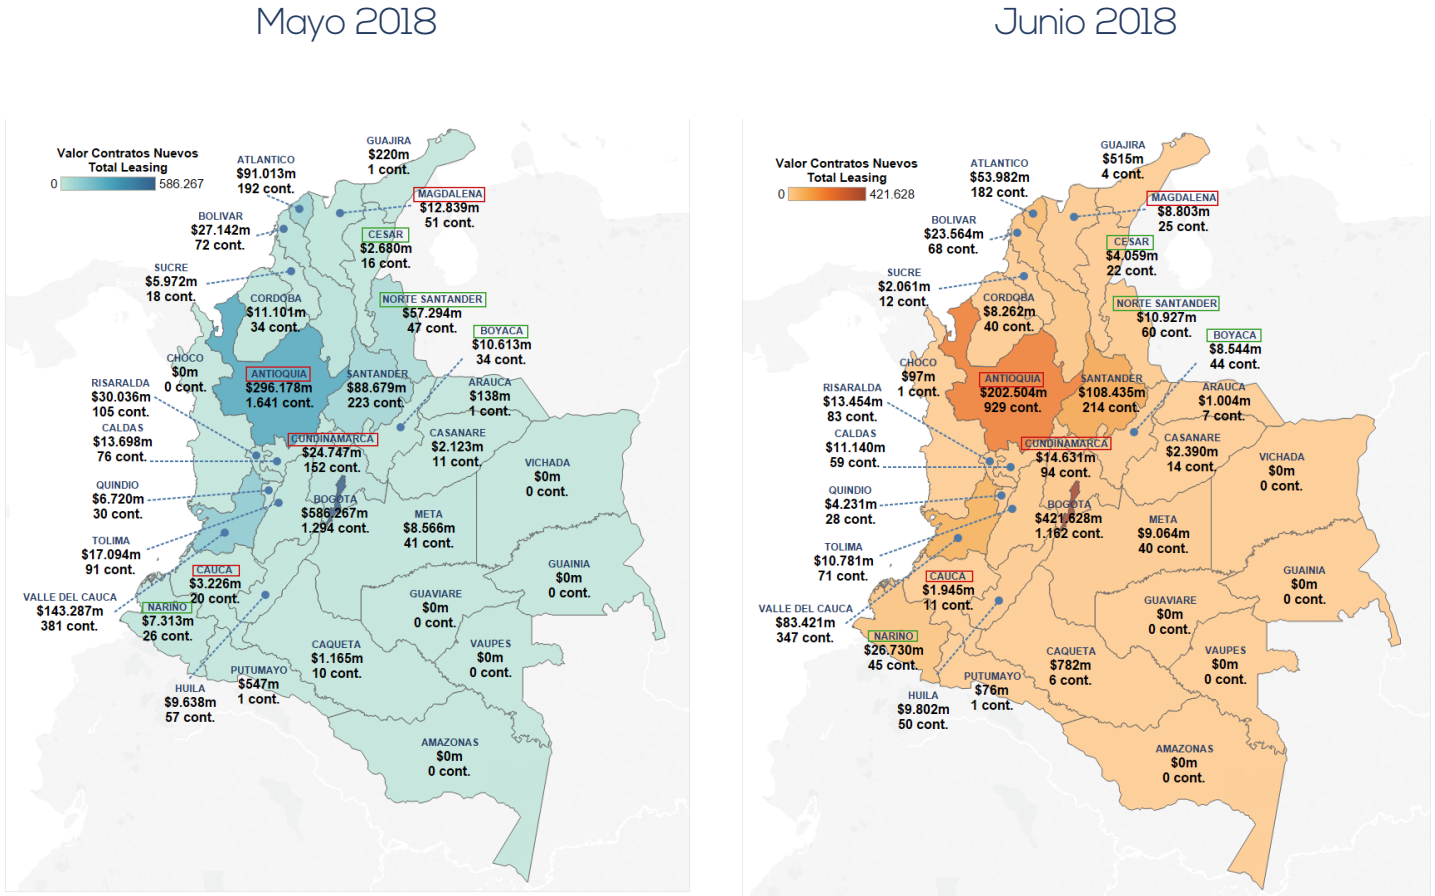 Mayo 2018
GUAJIRA
$220m
1 cont.
Valor Contratos Nuevos
Total Leasing
0
586.267
ATLANTICO
$91.013m
192 cont.
MAGDALENA
$12.839m
51 cont.
BOLIVAR
$27.142m
72 cont.
CESAR
$2.680m
16 cont.
SUCRE
$5.972m
18 cont.
CORDOBA
$11.101m
34 cont.
NORTE SANTANDER
$57.294m
47 cont.
BOYACA
$10.613m
34 cont.
CHOCO
$0m
0 cont.
ANTIOQUIA
$296.178m
1.641 cont.
SANTANDER
$88.679m
223 cont.
ARAUCA
$138m
1 cont.
RISARALDA
$30.036m
105 cont.
CALDAS
$13.698m
76 cont.
CUNDINAMARCA
$24.747m
152 cont.
CASANARE
$2.123m
11 cont.
VICHADA
$0m
0 cont.
QUINDIO
$6.720m
30 cont.
BOGOTA
$586.267m
1.294 cont.
META
$8.566m
41 cont.
TOLIMA
$17.094m
91 cont.
CAUCA
$3.226m
20 cont.
GUAINIA
$0m
0 cont.
VALLE DEL CAUCA
$143.287m
381 cont.
NARIÑO
$7.313m
26 cont.
GUAVIARE
$0m
0 cont.
CAQUETA
$1.165m
10 cont.
VAUPES
$0m
0 cont.
PUTUMAYO
$547m
1 cont.
HUILA
$9.638m
57 cont.
AMAZONAS
$0m
0 cont.
Junio 2018
GUAJIRA
$515m
4 cont.
Valor Contratos Nuevos
Total Leasing
0
421.628
ATLANTICO
$53.982m
182 cont.
MAGDALENA
$8.803m
25 cont.
BOLIVAR
$23.564m
68 cont.
CESAR
$4.059m
22 cont.
SUCRE
$2.061m
12 cont.
CORDOBA
$8.262m
40 cont.
NORTE SANTANDER
$10.927m
60 cont.
BOYACA
$8.544m
44 cont.
CHOCO
$97m
1 cont.
ANTIOQUIA
$202.504m
929 cont.
SANTANDER
$108.435m
214 cont.
ARAUCA
$1.004m
7 cont.
RISARALDA
$13.454m
83 cont.
CALDAS
$11.140m
59 cont.
CUNDINAMARCA
$14.631m
94 cont.
CASANARE
$2.390m
14 cont.
VICHADA
$0m
0 cont.
QUINDIO
$4.231m
28 cont.
BOGOTA
$421.628m
1.162 cont.
META
$9.064m
40 cont.
TOLIMA
$10.781m
71 cont.
CAUCA
$1.945m
11 cont.
GUAINIA
$0m
0 cont.
VALLE DEL CAUCA
$83.421m
347 cont.
NARIÑO
$26.730m
45 cont.
GUAVIARE
$0m
0 cont.
CAQUETA
$782m
6 cont.
VAUPES
$0m
0 cont.
PUTUMAYO
$76m
1 cont.
HUILA
$9.802m
50 cont.
AMAZONAS
$0m
0 cont.